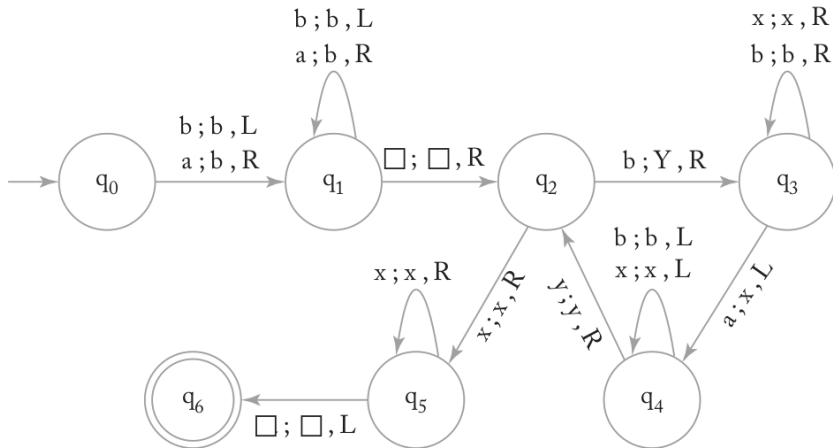 b ; b , L
a ; b , R
x ; x , R
b ; b , R
b ; b , L
a ; b , R
q0
q1
□ ; □ , R
q2
b ; Y , R
q3
b ; b , L
x ; x , L
x ; x , R
x ; x , R
y ; y , R
a ; x , L
q6
□ ; □ , L
q5
q4